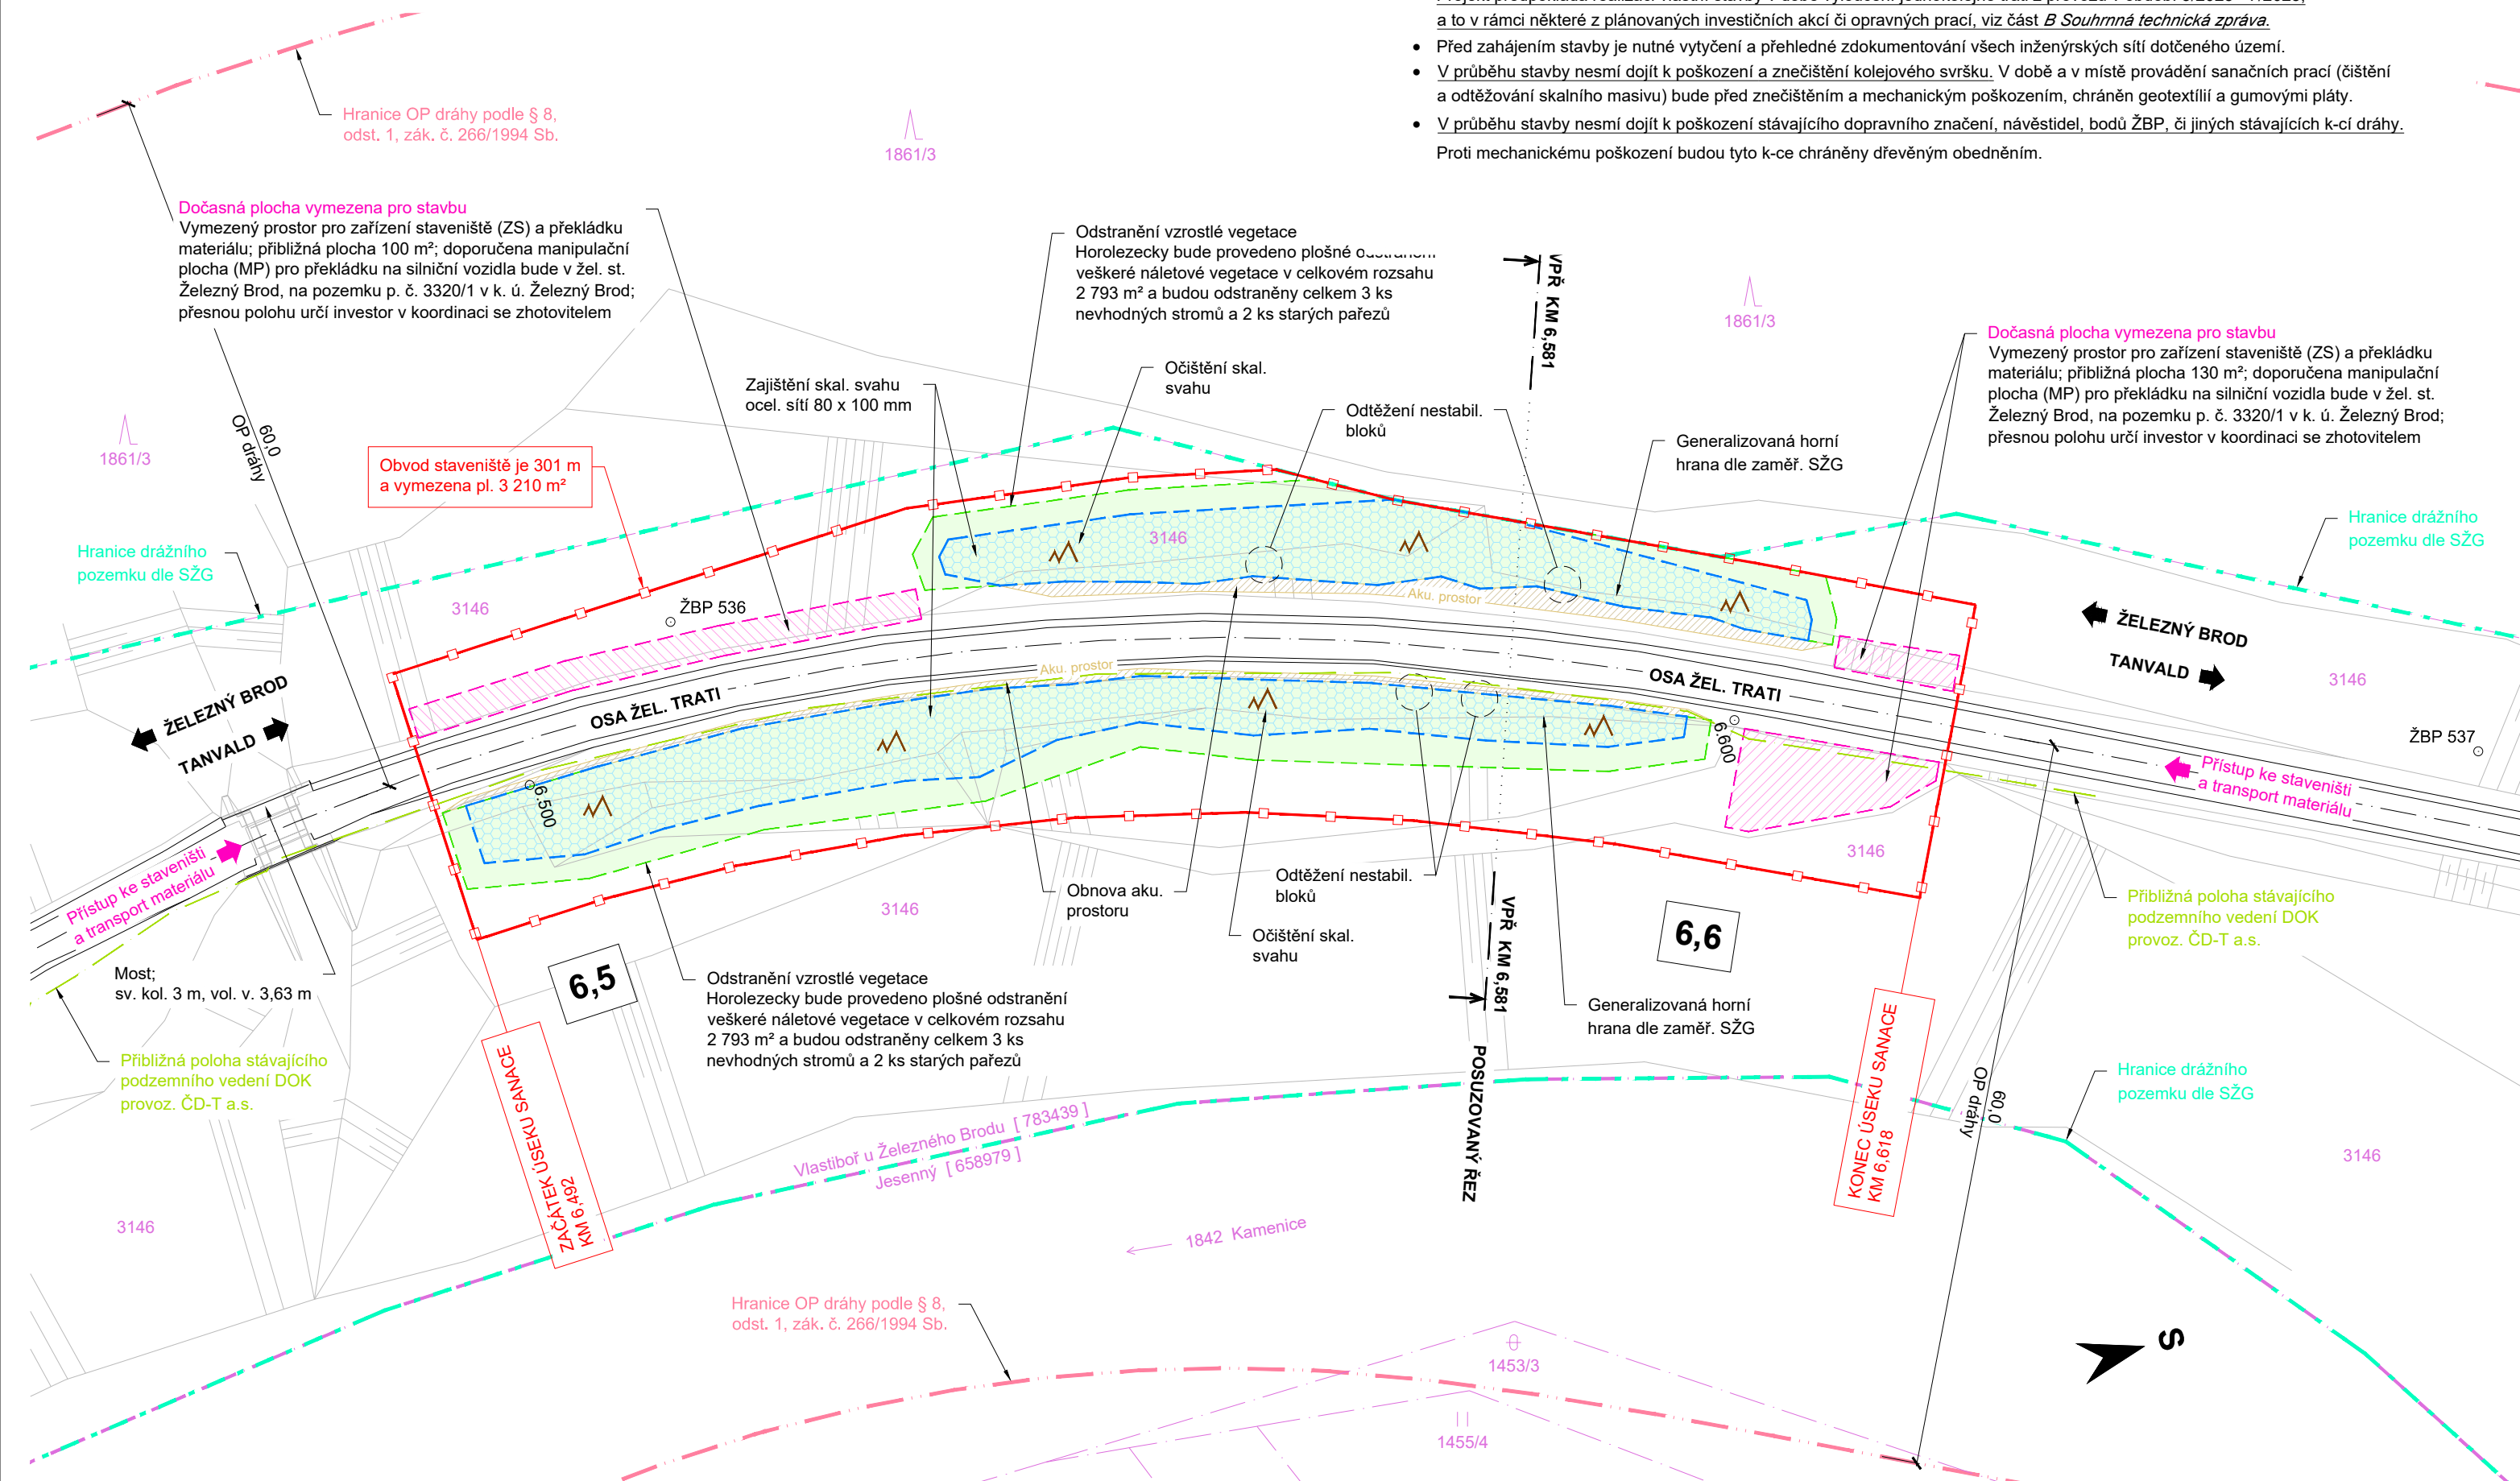 a to v rámci některé z plánovaných investičních akcí či opravných prací, viz část B Souhrnná technická zpráva.
• Před zahájením stavby je nutné vytyčení a přehledné zdokumentování všech inženýrských sítí dotčeného území.
• V průběhu stavby nesmí dojít k poškození a znečištění kolejového svršku. V době a v místě provádění sanačních prací (čištění
a odtěžování skalního masivu) bude před znečištěním a mechanickým poškozením, chráněn geotextílií a gumovými pláty.
• V průběhu stavby nesmí dojít k poškození stávajícího dopravního značení, návěstidel, bodů ŽBP, či jiných stávajících k-cí dráhy.
Proti mechanickému poškození budou tyto k-ce chráněny dřevěným obedněním.
Hranice OP dráhy podle § 8,
odst. 1, zák. č. 266/1994 Sb.
1861/3
Dočasná plocha vymezena pro stavbu
Vymezený prostor pro zařízení staveniště (ZS) a překládku
materiálu; přibližná plocha 100 m²; doporučena manipulační
plocha (MP) pro překládku na silniční vozidla bude v žel. st.
Železný Brod, na pozemku p. č. 3320/1 v k. ú. Železný Brod;
přesnou polohu určí investor v koordinaci se zhotovitelem
Odstranění vzrostlé vegetace
Horolezecky bude provedeno plošné odstranění
veškeré náletové vegetace v celkovém rozsahu
2 793 m² a budou odstraněny celkem 3 ks
nevhodných stromů a 2 ks starých pařezů
VPŘ KM 6,581
1861/3
Dočasná plocha vymezena pro stavbu
Vymezený prostor pro zařízení staveniště (ZS) a překládku
materiálu; přibližná plocha 130 m²; doporučena manipulační
plocha (MP) pro překládku na silniční vozidla bude v žel. st.
Železný Brod, na pozemku p. č. 3320/1 v k. ú. Železný Brod;
přesnou polohu určí investor v koordinaci se zhotovitelem
Očištění skal.
svahu
Zajištění skal. svahu
ocel. sítí 80 x 100 mm
Odtěžení nestabil.
bloků
Generalizovaná horní
hrana dle zaměř. SŽG
60,0
OP dráhy
1861/3
Obvod staveniště je 301 m
a vymezena pl. 3 210 m²
Hranice drážního
pozemku dle SŽG
Hranice drážního
pozemku dle SŽG
3146
3146
ŽBP 536
Aku. prostor
ŽELEZNÝ BROD
TANVALD
3146
Aku. prostor
OSA ŽEL. TRATI
OSA ŽEL. TRATI
ŽELEZNÝ BROD
TANVALD
6.600
ŽBP 537
6.500
Přístup ke staveništi
a transport materiálu
Přístup ke staveništi
a transport materiálu
3146
3146
Obnova aku.
prostoru
Odtěžení nestabil.
bloků
Očištění skal.
svahu
VPŘ KM 6,581
6,6
Přibližná poloha stávajícího
podzemního vedení DOK
provoz. ČD-T a.s.
Most;
sv. kol. 3 m, vol. v. 3,63 m
6,5
Odstranění vzrostlé vegetace
Horolezecky bude provedeno plošné odstranění
veškeré náletové vegetace v celkovém rozsahu
2 793 m² a budou odstraněny celkem 3 ks
nevhodných stromů a 2 ks starých pařezů
Generalizovaná horní
hrana dle zaměř. SŽG
Přibližná poloha stávajícího
podzemního vedení DOK
provoz. ČD-T a.s.
ZAČÁTEK ÚSEKU SANACE
KM 6,492
POSUZOVANÝ ŘEZ
KONEC ÚSEKU SANACE
KM 6,618
60,0
OP dráhy
Hranice drážního
pozemku dle SŽG
Vlastiboř u Železného Brodu [ 783439 ]
Jesenný [ 658979 ]
3146
3146
1842 Kamenice
Hranice OP dráhy podle § 8,
odst. 1, zák. č. 266/1994 Sb.
1453/3
1455/4
S